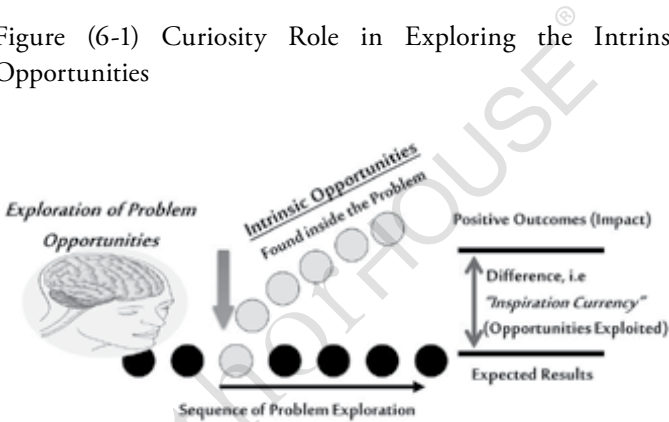 Figure (6-1) Curiosity Role in Exploring the Intrins
Opportunities
Exploration of Problem
Opportunities
Intrinsic Opportunities
Found inside the Problem
Positive Outcomes (Impact)
Difference, i.e
"Inspiration Currency"
(Opportunities Exploited)
Expected Results
Sequence of Problem Exploration
horHOUSE®